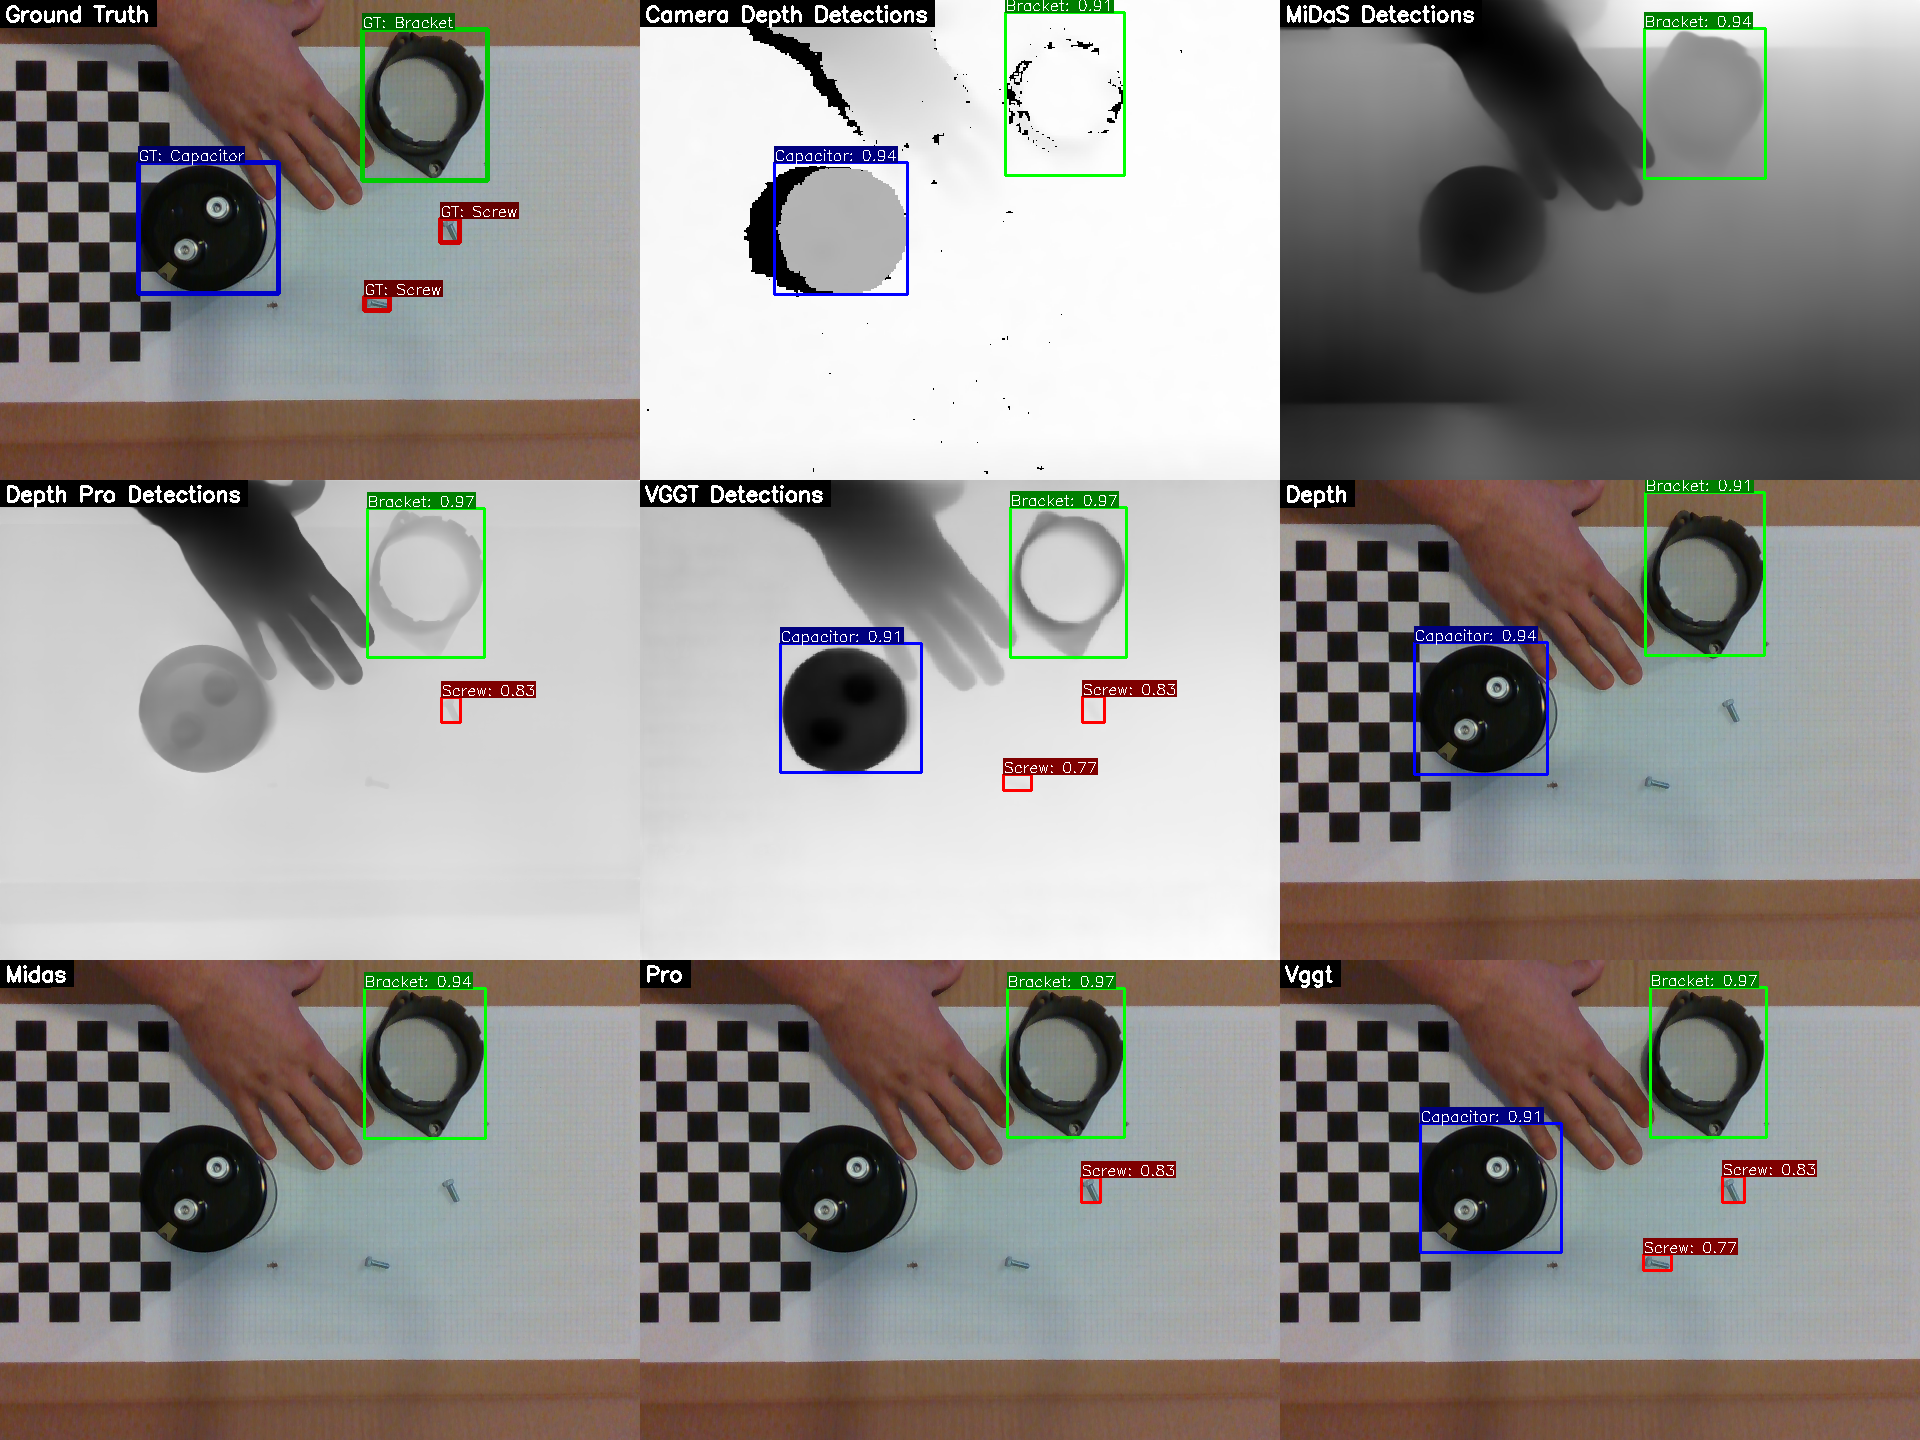 Ground Truth
GT: Bracket
GT: Capacitor
GT: Screw
GT: Screw
Camera Depth Detections
Bracket: 0.91
Capacitor: 0.94
MiDaS Detections
Bracket: 0.94
Depth Pro Detections
Bracket: 0.97
Screw: 0.83
VGGT Detections
Bracket: 0.97
Capacitor: 0.91
Screw: 0.83
Screw: 0.77
Depth
Bracket: 0.91
Capacitor: 0.94
Midas
Bracket: 0.94
Pro
Bracket: 0.97
Screw: 0.83
Vggt
Bracket: 0.97
Capacitor: 0.91
Screw: 0.83
Screw: 0.77